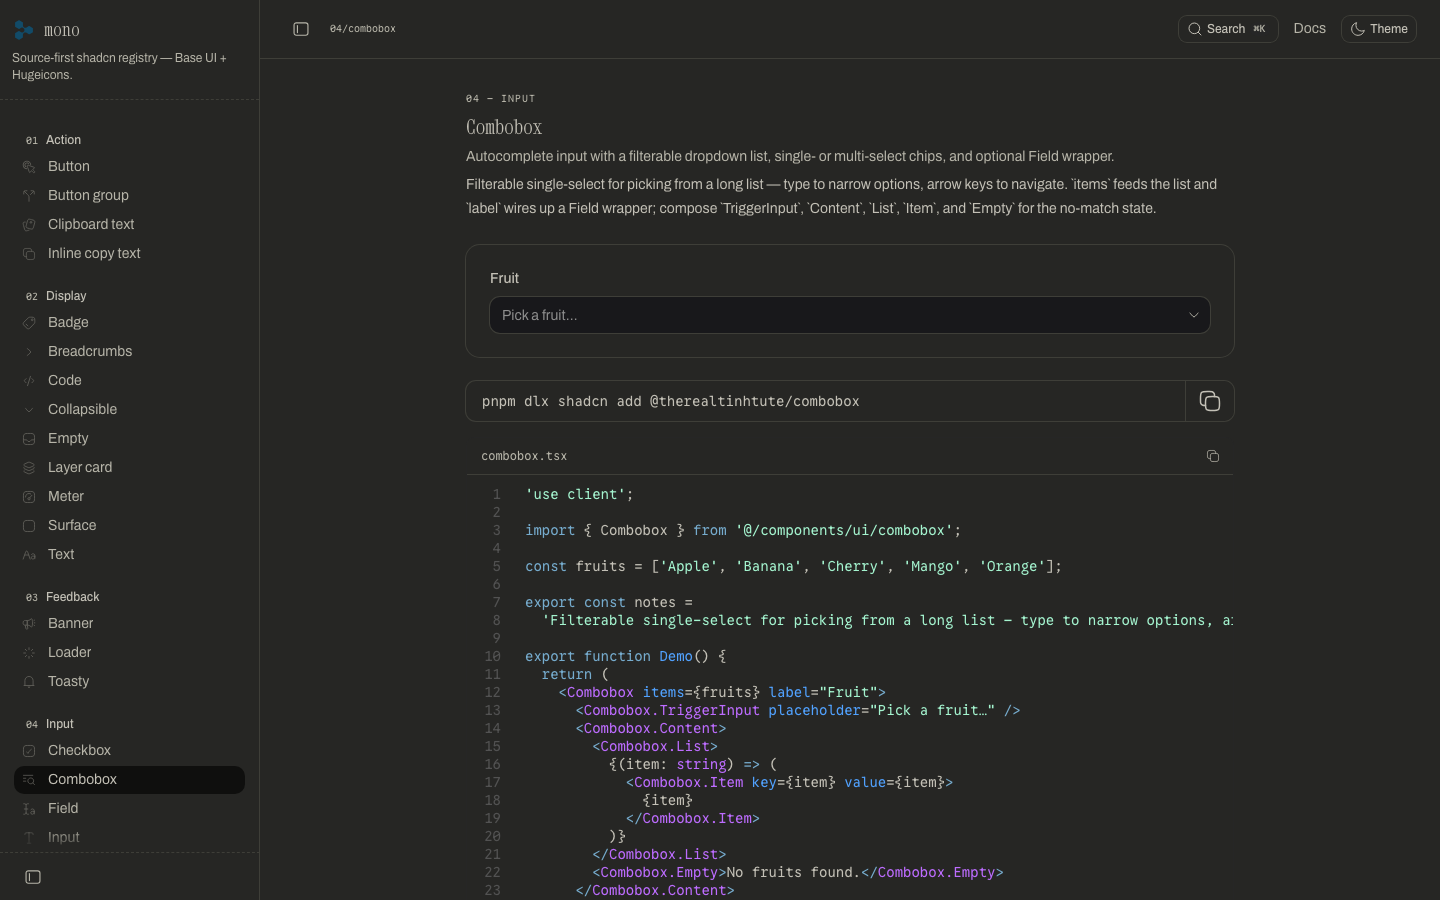 mono
Source-first shadcn registry — Base UI +
Hugeicons.
01 Action
Button
Button group
Clipboard text
Inline copy text
02 Display
Badge
Breadcrumbs
Code
Collapsible
Empty
Layer card
Meter
Surface
Text
03 Feedback
Banner
Loader
Toasty
04 Input
Checkbox
Combobox
Field
Input
04/combobox
Search ⌘K
Docs
Theme
04 — INPUT
Combobox
Autocomplete input with a filterable dropdown list, single- or multi-select chips, and optional Field wrapper.
Filterable single-select for picking from a long list — type to narrow options, arrow keys to navigate. `items` feeds the list and
`label` wires up a Field wrapper; compose `TriggerInput`, `Content`, `List`, `Item`, and `Empty` for the no-match state.
Fruit
Pick a fruit…
pnpm dlx shadcn add @therealtinhtute/combobox
combobox.tsx
1 'use client';
2
3 import { Combobox } from '@/components/ui/combobox';
4
5 const fruits = ['Apple', 'Banana', 'Cherry', 'Mango', 'Orange'];
6
7 export const notes =
8 'Filterable single-select for picking from a long list — type to narrow options,
9
10 export function Demo() {
11 return (
12 <Combobox items={fruits} label="Fruit">
13 <Combobox.TriggerInput placeholder="Pick a fruit…" />
14 <Combobox.Content>
15 <Combobox.List>
16 {(item: string) => (
17 <Combobox.Item key={item} value={item}>
18 {item}
19 </Combobox.Item>
20 )}
21 </Combobox.List>
22 <Combobox.Empty>No fruits found.</Combobox.Empty>
23 </Combobox.Content>